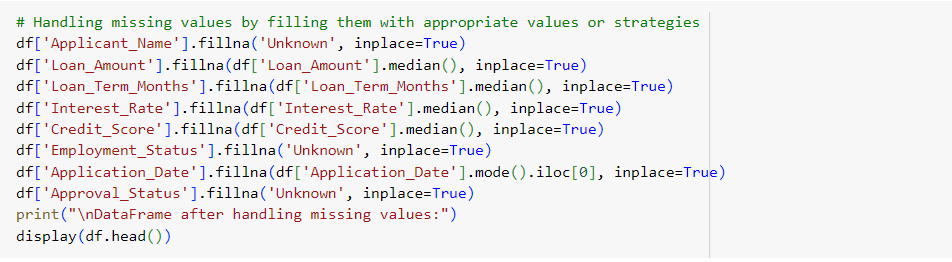 # Handling missing values by filling them with appropriate values or strategies
df['Applicant_Name'].fillna('Unknown', inplace=True)
df['Loan_Amount'].fillna(df['Loan_Amount'].median(), inplace=True)
df['Loan_Term_Months'].fillna(df['Loan_Term_Months'].median(), inplace=True)
df['Interest_Rate'].fillna(df['Interest_Rate'].median(), inplace=True)
df['Credit_Score'].fillna(df['Credit_Score'].median(), inplace=True)
df['Employment_Status'].fillna('Unknown', inplace=True)
df['Application_Date'].fillna(df['Application_Date'].mode().iloc[0], inplace=True)
df['Approval_Status'].fillna('Unknown', inplace=True)
print("\nDataFrame after handling missing values:")
display(df.head())